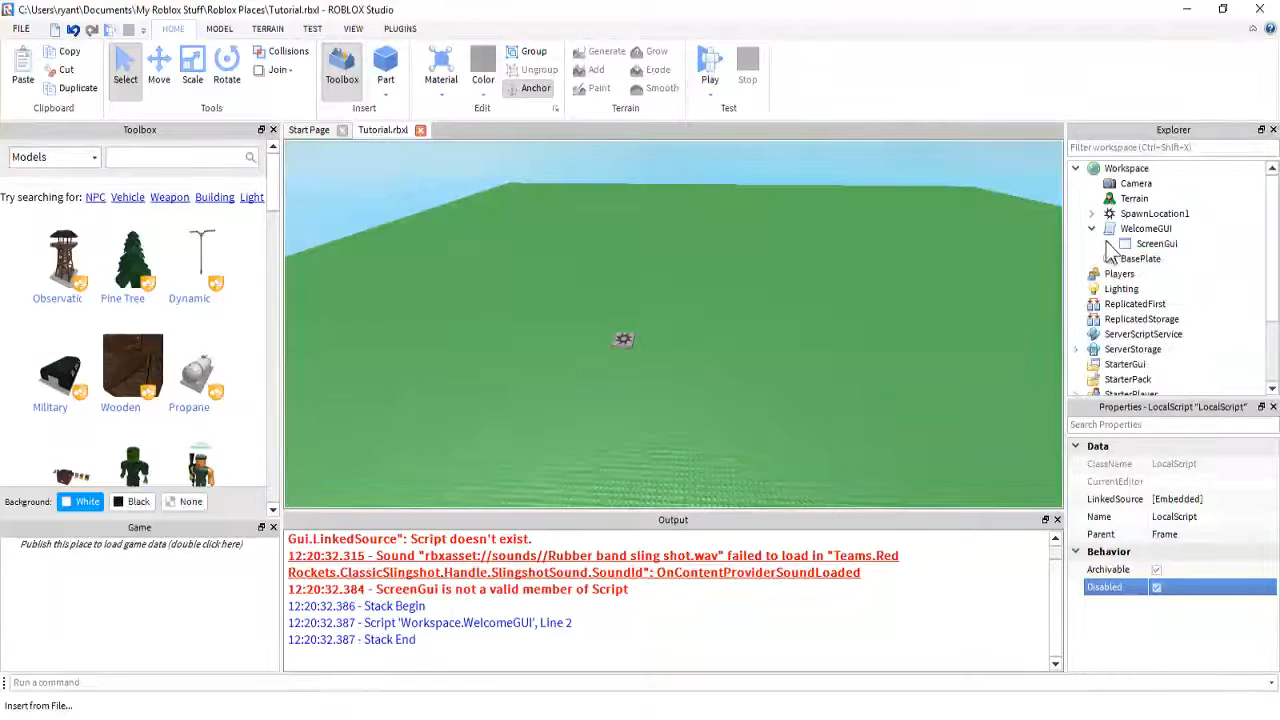 C:\Users\ryant\Documents\My Roblox Stuff\Roblox Places\Tutorial.rbxl - ROBLOX Studio
FILE HOME MODEL TERRAIN TEST VIEW PLUGINS
Paste Copy Cut Duplicate
Clipboard
Select Move Scale Rotate Collisions Join
Tools
Toolbox Part
Insert
Material Color Group Ungroup Anchor
Edit
Generate Grow
Add Erode
Paint Smooth
Terrain
Play Stop
Test
Toolbox
Models
Try searching for: NPC Vehicle Weapon Building Light
Observatic Pine Tree Dynamic
Military Wooden Propane
Background: White Black None
Game
Publish this place to load game data (double click here)
Start Page Tutorial.rbxl
Output
Gui.LinkedSource": Script doesn't exist.
12:20:32.315 - Sound "rbxasset://sounds//Rubber band sling shot.wav" failed to load in "Teams.Red
Rockets.ClassicSlingshot.Handle.SlingshotSound.SoundId": OnContentProviderSoundLoaded
12:20:32.384 - ScreenGui is not a valid member of Script
12:20:32.386 - Stack Begin
12:20:32.387 - Script 'Workspace.WelcomeGUI', Line 2
12:20:32.387 - Stack End
Explorer
Filter workspace (Ctrl+Shift+X)
Workspace
Camera
Terrain
SpawnLocation1
WelcomeGUI
ScreenGui
BasePlate
Players
Lighting
ReplicatedFirst
ReplicatedStorage
ServerScriptService
ServerStorage
StarterGui
StarterPack
StarterPlayer
Properties - LocalScript "LocalScript"
Search Properties
Data
ClassName LocalScript
CurrentEditor
LinkedSource [Embedded]
Name LocalScript
Parent Frame
Behavior
Archivable
Disabled
Run a command
Insert from File...